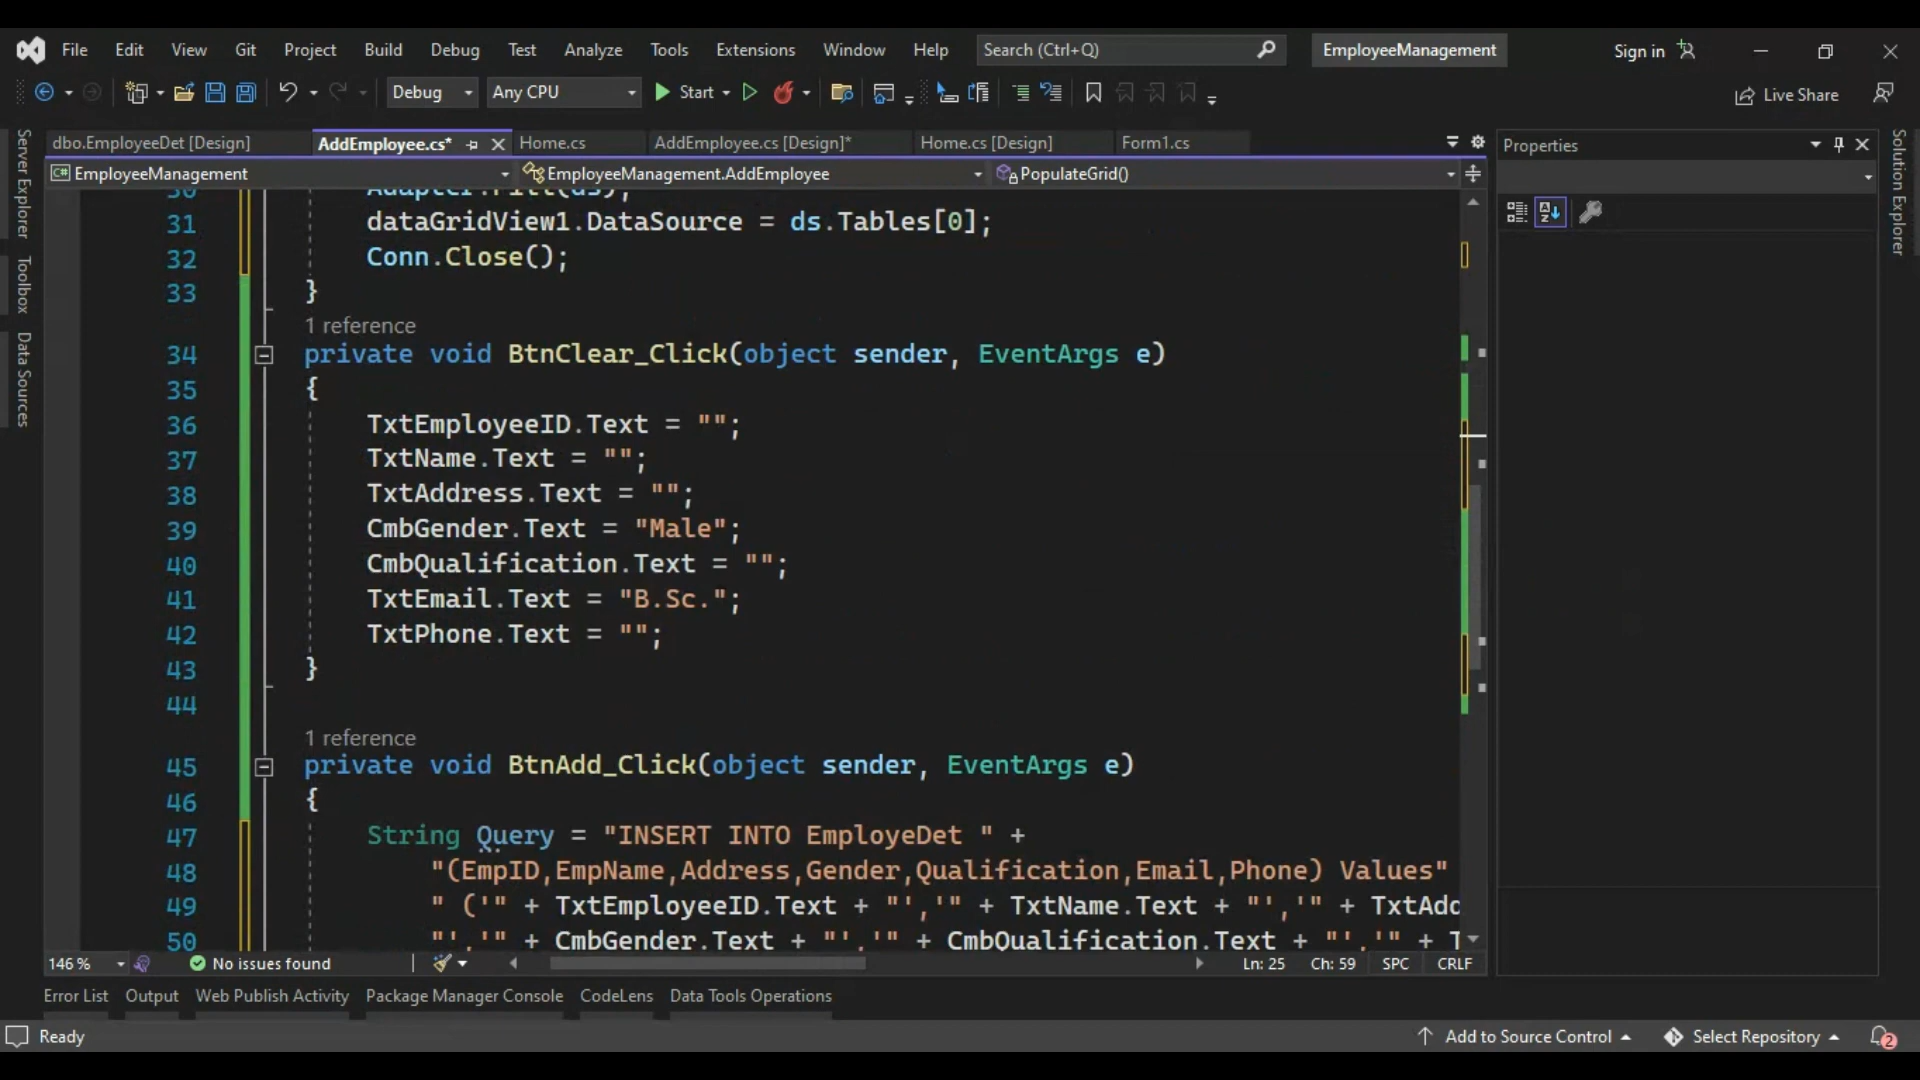 File Edit View Git Project Build Debug Test Analyze Tools Extensions Window Help Search (Ctrl+Q) EmployeeManagement Sign in
Debug Any CPU Start Live Share
dbo.EmployeeDet [Design] AddEmployee.cs* Home.cs AddEmployee.cs [Design]* Home.cs [Design] Form1.cs Properties
EmployeeManagement EmployeeManagement.AddEmployee PopulateGrid()
Server Explorer
Toolbox
Data Sources
Solution Explorer
30 Adapter.Fill(ds);
31 dataGridView1.DataSource = ds.Tables[0];
32 Conn.Close();
33 }
1 reference
34 private void BtnClear_Click(object sender, EventArgs e)
35 {
36 TxtEmployeeID.Text = "";
37 TxtName.Text = "";
38 TxtAddress.Text = "";
39 CmbGender.Text = "Male";
40 CmbQualification.Text = "";
41 TxtEmail.Text = "B.Sc.";
42 TxtPhone.Text = "";
43 }
44
1 reference
45 private void BtnAdd_Click(object sender, EventArgs e)
46 {
47 String Query = "INSERT INTO EmployeDet " +
48 "(EmpID,EmpName,Address,Gender,Qualification,Email,Phone) Values"
49 " ('" + TxtEmployeeID.Text + "','" + TxtName.Text + "','" + TxtAdd
50 "','" + CmbGender.Text + "','" + CmbQualification.Text + "','" + T
146 % No issues found Ln: 25 Ch: 59 SPC CRLF
Error List Output Web Publish Activity Package Manager Console CodeLens Data Tools Operations
Ready Add to Source Control Select Repository 2